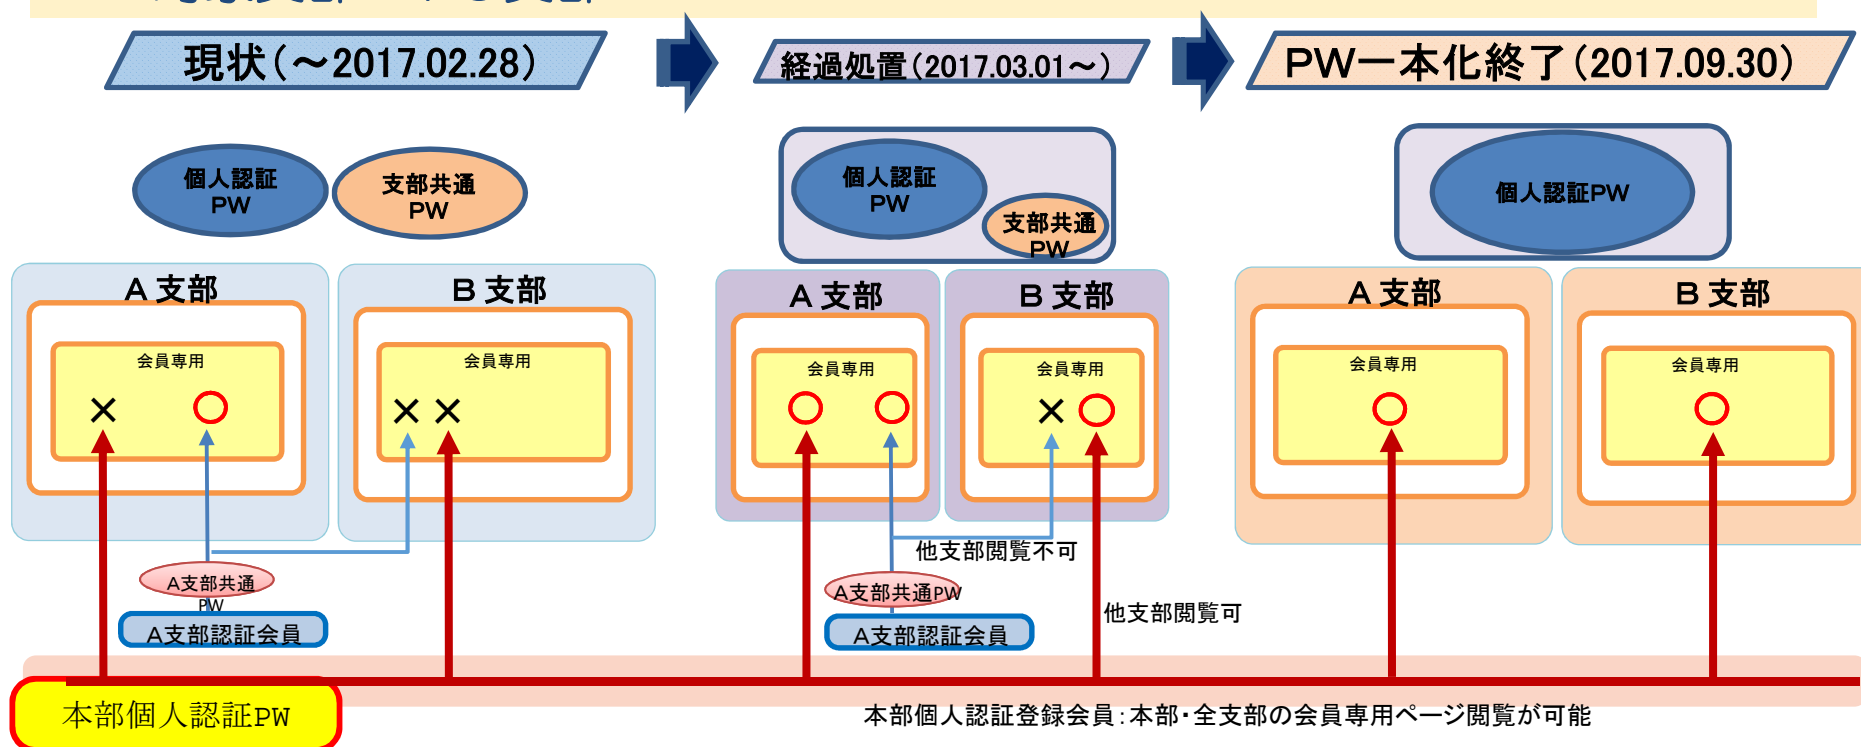 現状(～2017.02.28)
経過処置(2017.03.01～)
PW一本化終了(2017.09.30)
個人認証
PW
支部共通
PW
個人認証
PW
支部共通
PW
個人認証PW
A 支部
B 支部
A 支部
B 支部
A 支部
B 支部
会員専用
会員専用
会員専用
会員専用
会員専用
会員専用
× ○
× ×
○ ○
× ○
○
○
他支部閲覧不可
A支部共通
PW
A支部認証会員
A支部共通PW
A支部認証会員
他支部閲覧可
本部個人認証PW
本部個人認証登録会員：本部・全支部の会員専用ページ閲覧が可能